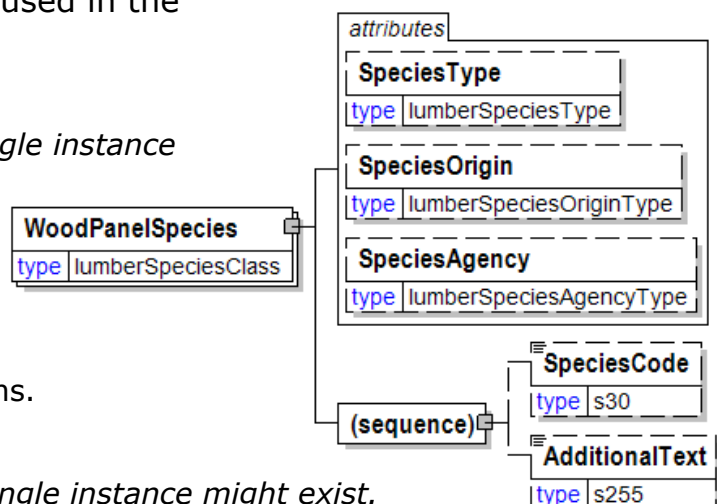 used in the
attributes
SpeciesType
type lumberSpeciesType
gle instance
SpeciesOrigin
type lumberSpeciesOriginType
WoodPanelSpecies
type lumberSpeciesClass
SpeciesAgency
type lumberSpeciesAgencyType
ns.
(sequence)
SpeciesCode
type s30
AdditionalText
type s255
ngle instance might exist.